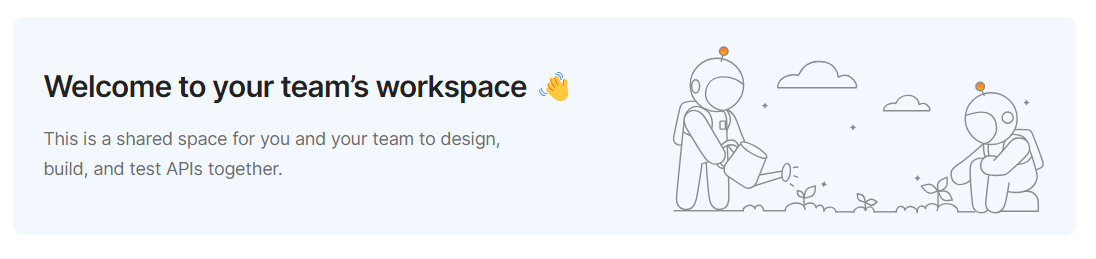 Welcome to your team’s workspace 👋
This is a shared space for you and your team to design,
build, and test APIs together.